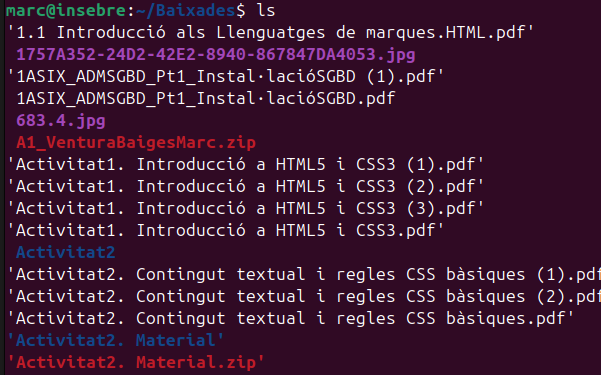 marc@insebre:~/Baixades$ ls
'1.1 Introducció als Llenguatges de marques.HTML.pdf'
1757A352-24D2-42E2-8940-867847DA4053.jpg
'1ASIX_ADMSGBD_Pt1_Instal·lacióSGBD (1).pdf'
1ASIX_ADMSGBD_Pt1_Instal·lacióSGBD.pdf
683.4.jpg
A1_VenturaBaigesMarc.zip
'Activitat1. Introducció a HTML5 i CSS3 (1).pdf'
'Activitat1. Introducció a HTML5 i CSS3 (2).pdf'
'Activitat1. Introducció a HTML5 i CSS3 (3).pdf'
'Activitat1. Introducció a HTML5 i CSS3.pdf'
Activitat2
'Activitat2. Contingut textual i regles CSS bàsiques (1).pdf
'Activitat2. Contingut textual i regles CSS bàsiques (2).pdf
'Activitat2. Contingut textual i regles CSS bàsiques.pdf'
'Activitat2. Material'
'Activitat2. Material.zip'